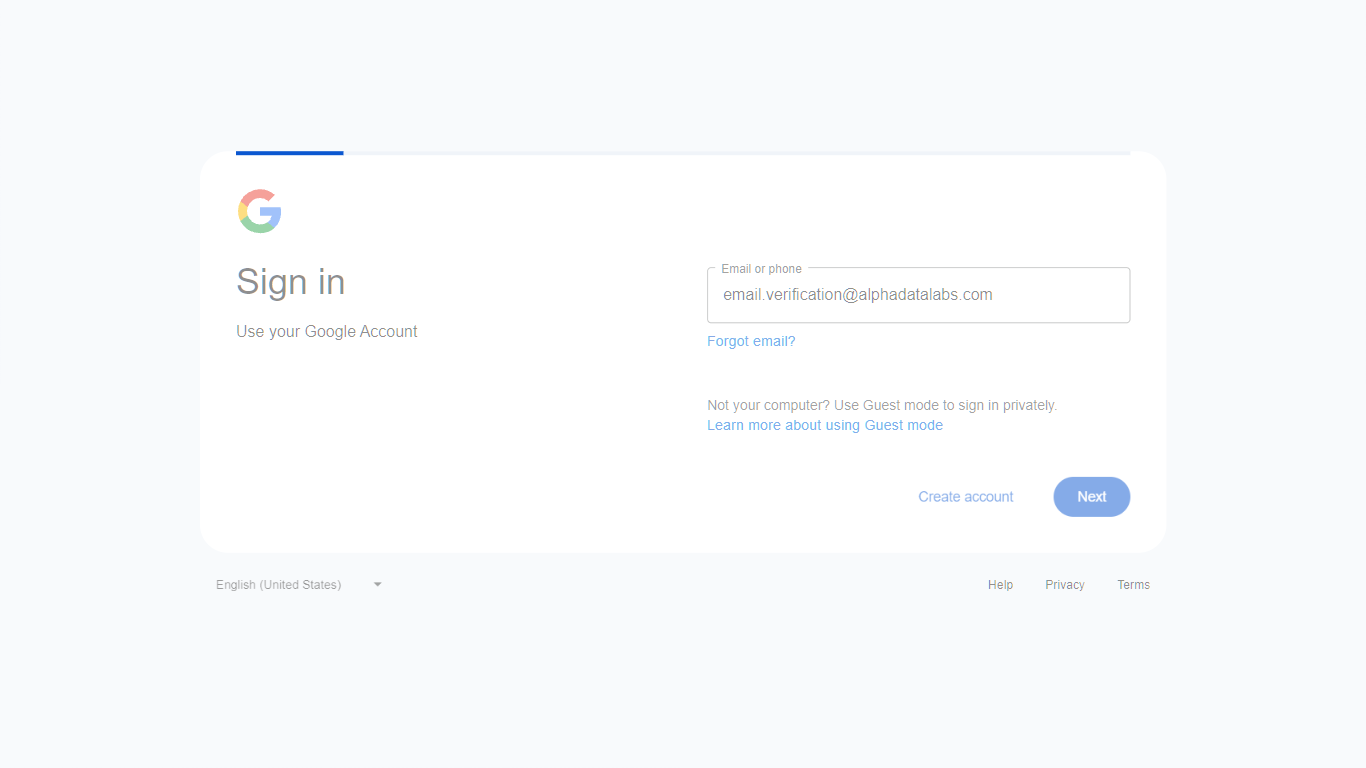 Sign in
Use your Google Account
Email or phone
email.verification@alphadatalabs.com
Forgot email?
Not your computer? Use Guest mode to sign in privately.
Learn more about using Guest mode
Create account
Next
English (United States)
Help
Privacy
Terms